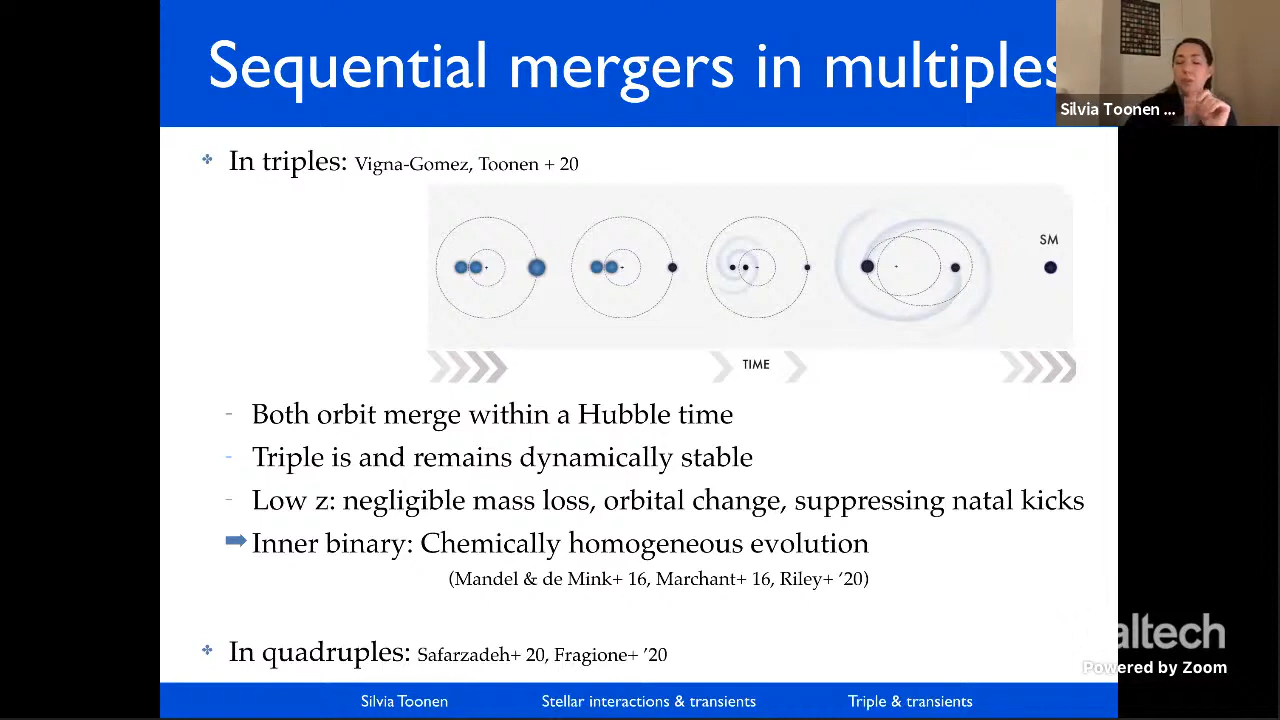 Sequential mergers in multiples
Silvia Toonen ...
In triples: Vigna-Gomez, Toonen + 20
SM
TIME
- Both orbit merge within a Hubble time
- Triple is and remains dynamically stable
- Low z: negligible mass loss, orbital change, suppressing natal kicks
Inner binary: Chemically homogeneous evolution
(Mandel & de Mink+ 16, Marchant+ 16, Riley+ '20)
In quadruples: Safarzadeh+ 20, Fragione+ '20
altech
Powered by Zoom
Silvia Toonen
Stellar interactions & transients
Triple & transients